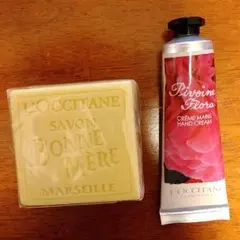 L'OCCITANE
SAVON
BONNE
MÈRE
MARSEILLE
Pivoine
Flora
CRÈME MAINS
HAND CREAM
L'OCCITANE